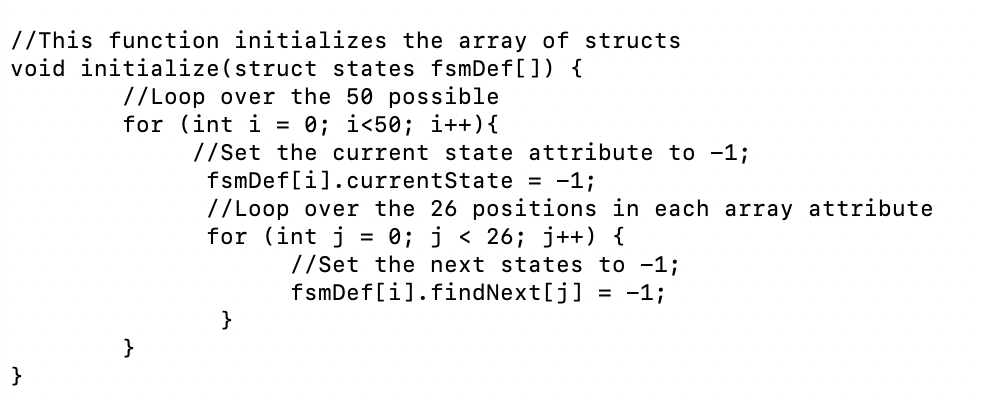 //This function initializes the array of structs
void initialize(struct states fsmDef[]) {
//Loop over the 50 possible
for (int i = 0; i<50; i++){
//Set the current state attribute to -1;
fsmDef[i].currentState = -1;
//Loop over the 26 positions in each array attribute
for (int j = 0; j < 26; j++) {
//Set the next states to -1;
fsmDef[i].findNext[j] = -1;
}
}
}